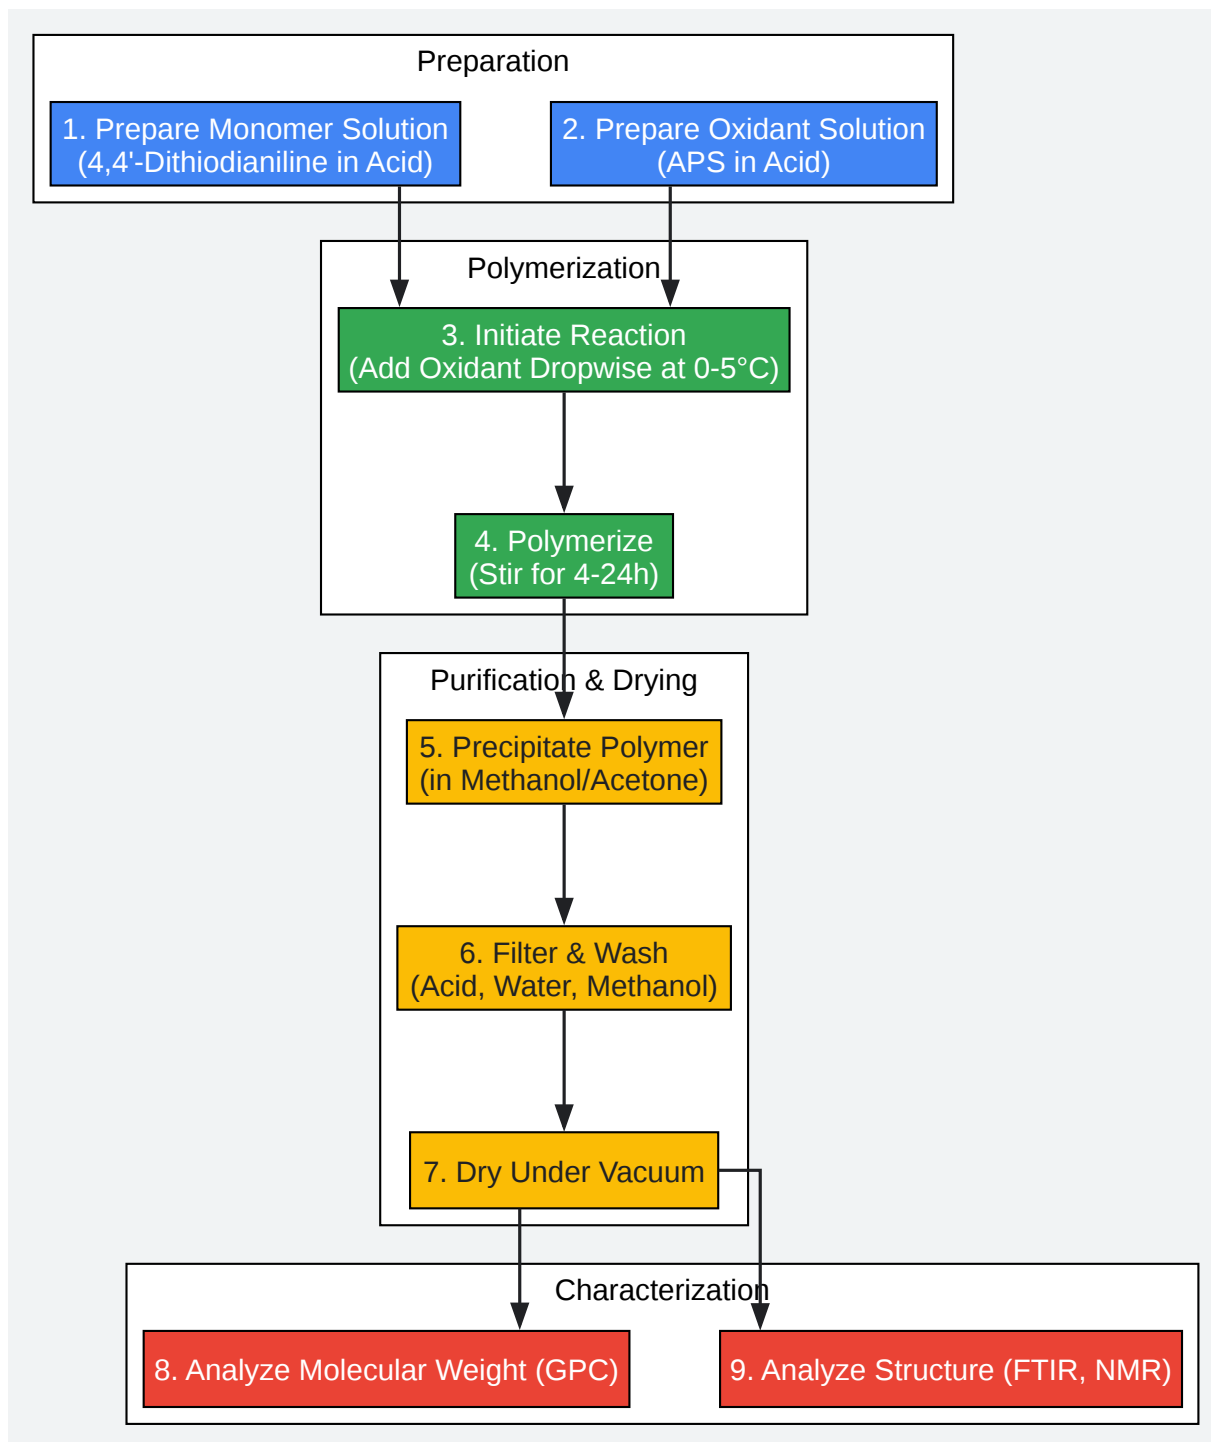 Preparation
1. Prepare Monomer Solution
(4,4'-Dithiodianiline in Acid)
2. Prepare Oxidant Solution
(APS in Acid)
Polymerization
3. Initiate Reaction
(Add Oxidant Dropwise at 0-5°C)
4. Polymerize
(Stir for 4-24h)
Purification & Drying
5. Precipitate Polymer
(in Methanol/Acetone)
6. Filter & Wash
(Acid, Water, Methanol)
7. Dry Under Vacuum
Characterization
8. Analyze Molecular Weight (GPC)
9. Analyze Structure (FTIR, NMR)